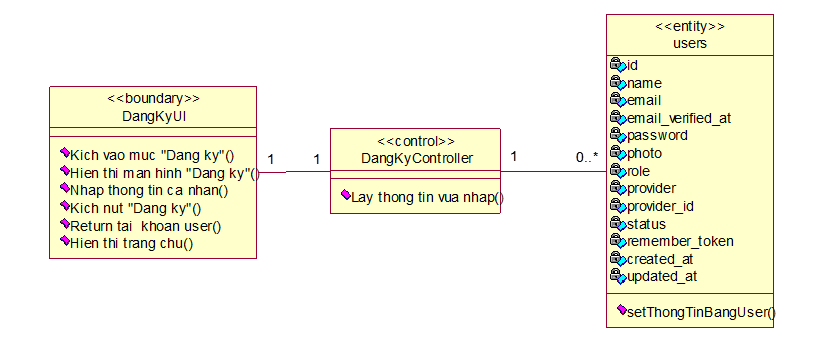 <<boundary>>
DangKyUI
Kich vao muc "Dang ky"()
Hien thi man hinh "Dang ky"()
Nhap thong tin ca nhan()
Kich nut "Dang ky"()
Return tai khoan user()
Hien thi trang chu()
1
1
<<control>>
DangKyController
Lay thong tin vua nhap()
1
0..*
<<entity>>
users
id
name
email
email_verified_at
password
photo
role
provider
provider_id
status
remember_token
created_at
updated_at
setThongTinBangUser()